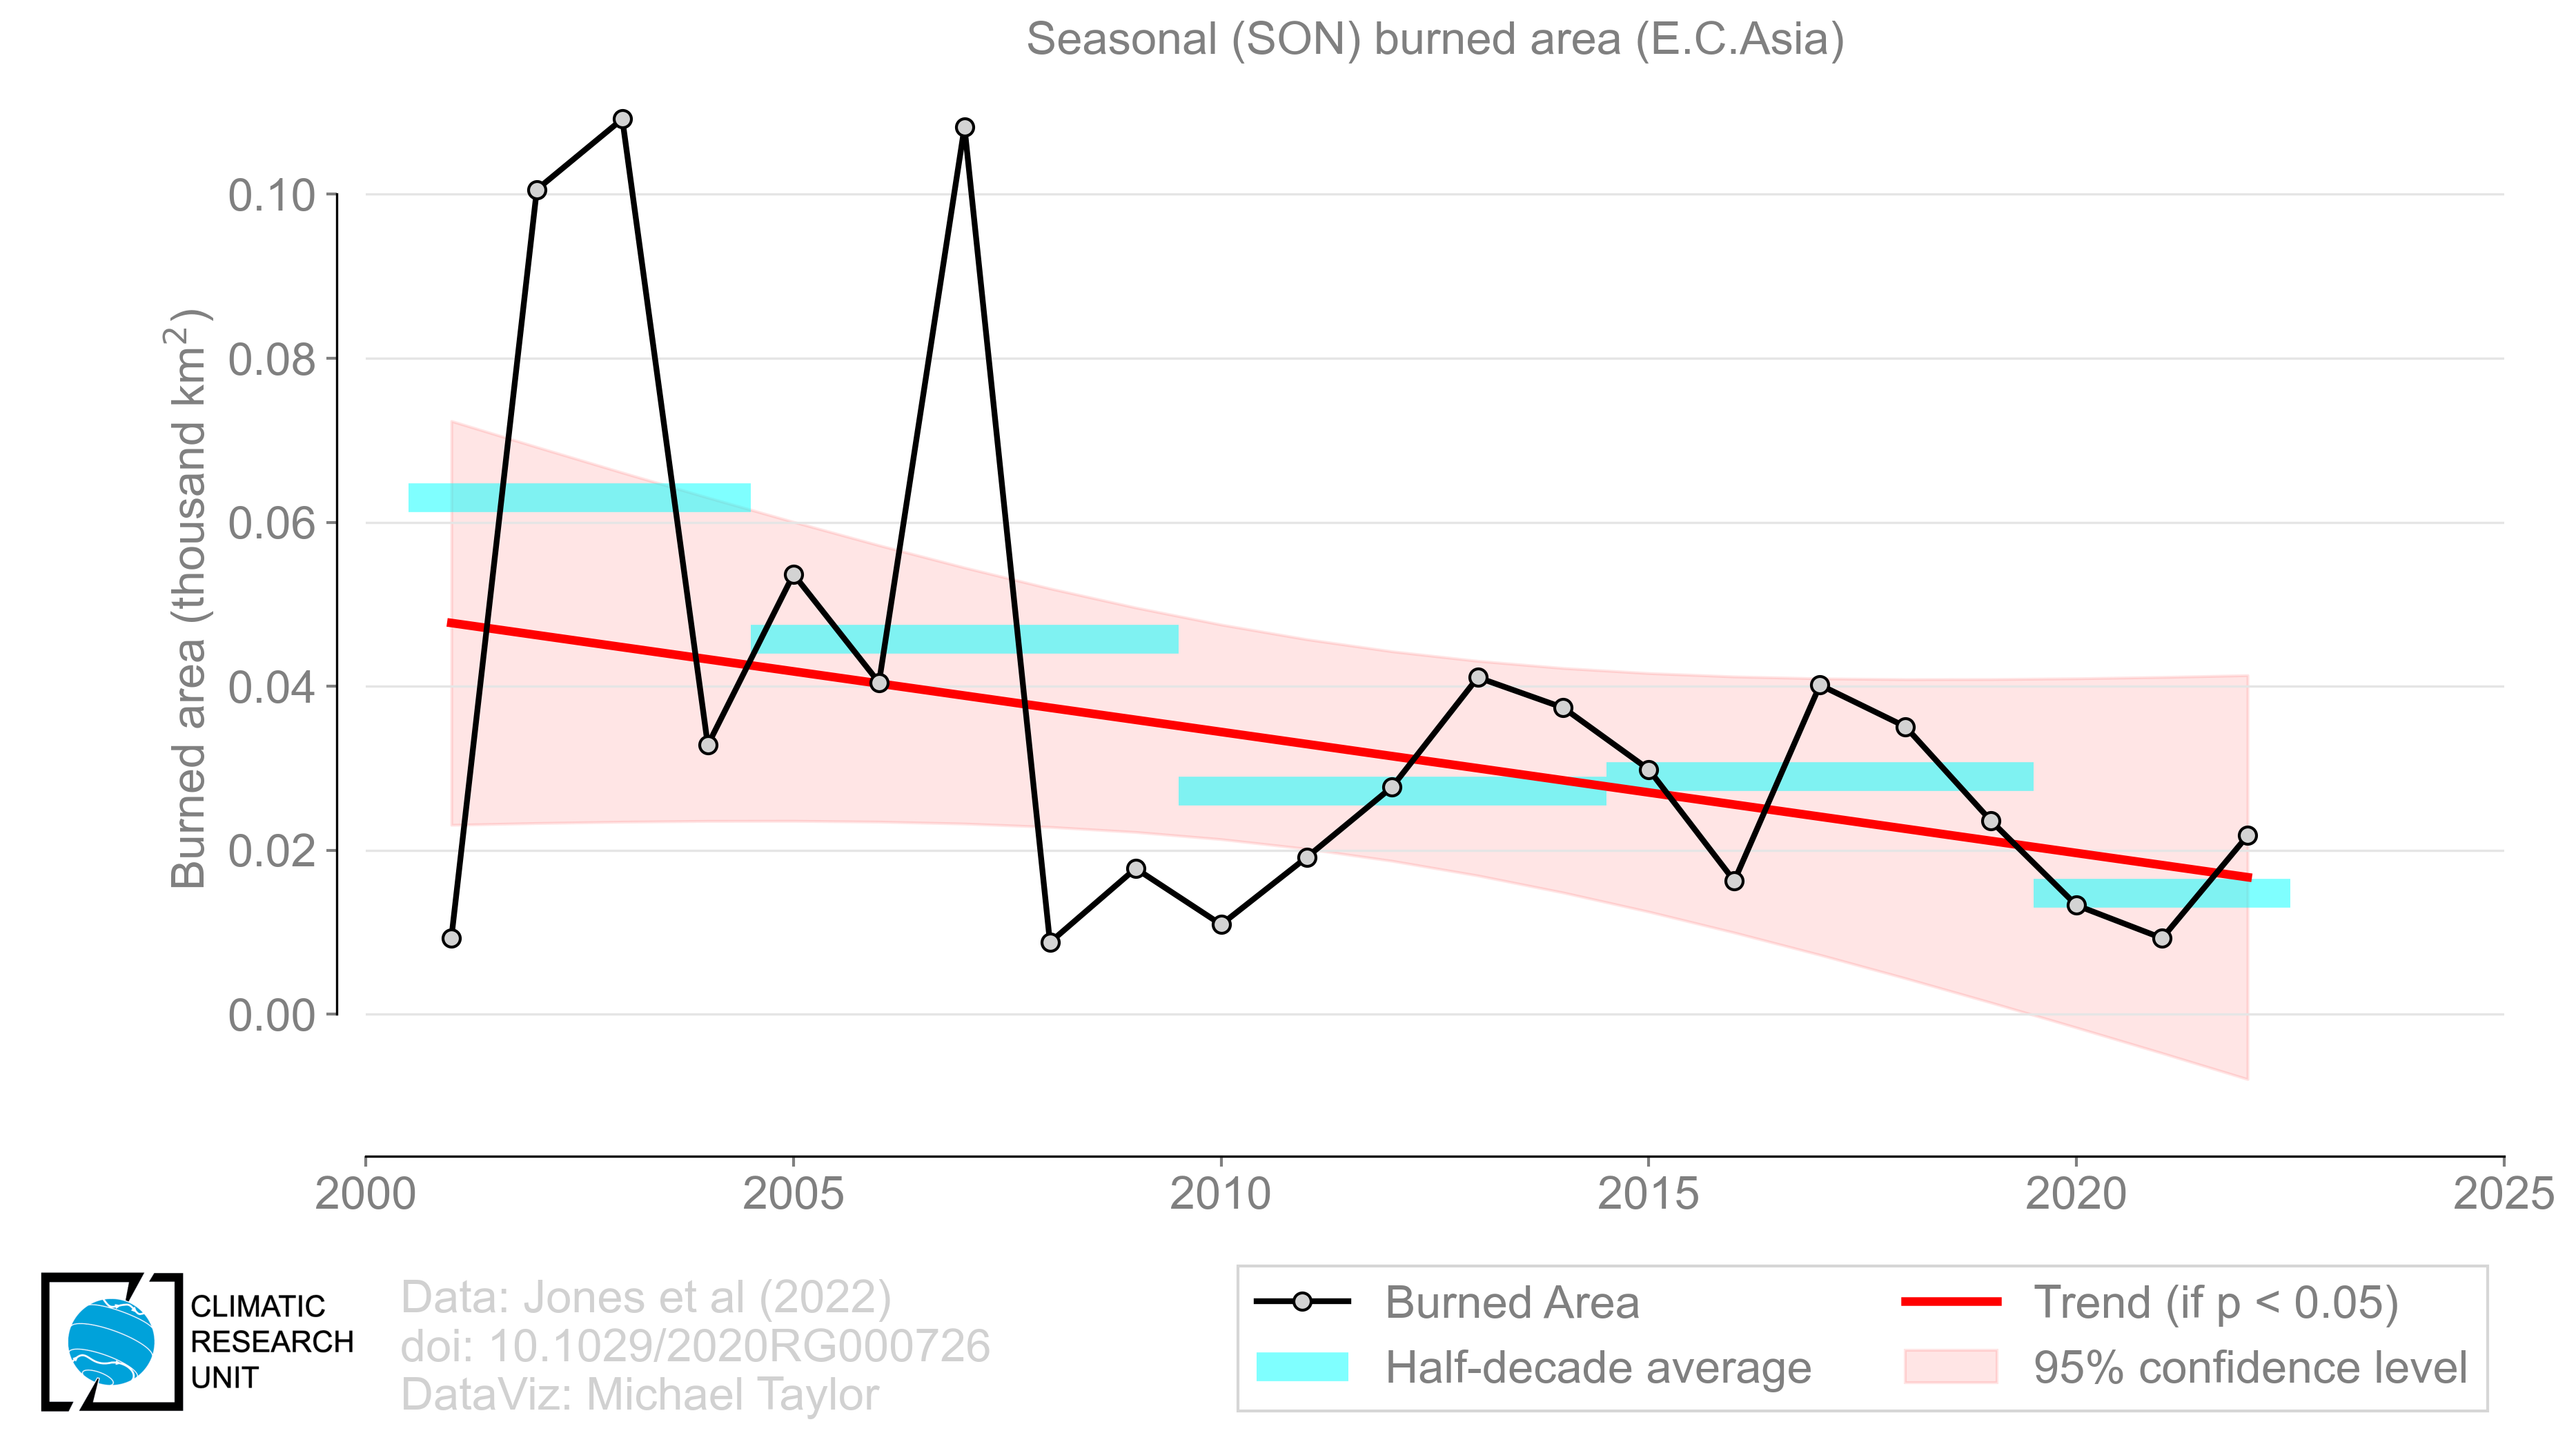 Seasonal (SON) burned area (E.C.Asia)
Burned area (thousand km²)
0.10
0.08
0.06
0.04
0.02
0.00
2000
2005
2010
2015
2020
2025
CLIMATIC
RESEARCH
UNIT
Data: Jones et al (2022)
doi: 10.1029/2020RG000726
DataViz: Michael Taylor
Burned Area
Half-decade average
Trend (if p < 0.05)
95% confidence level